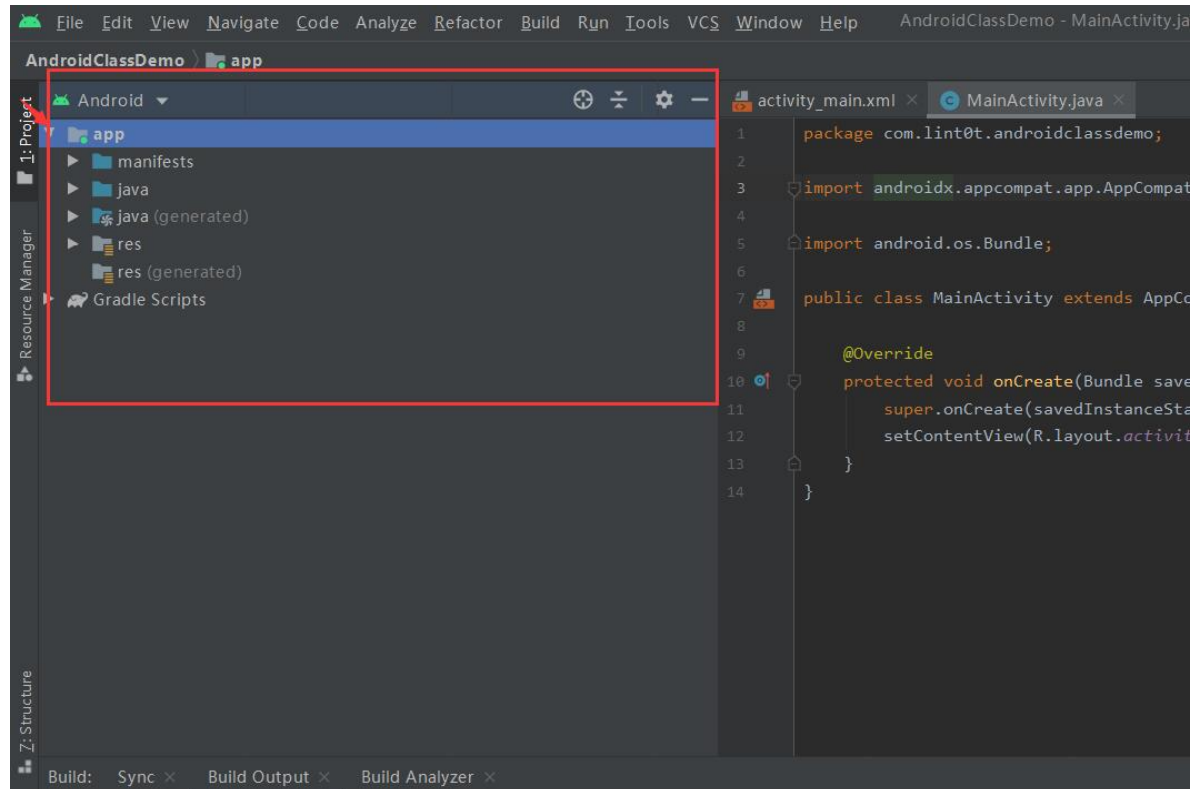 File Edit View Navigate Code Analyze Refactor Build Run Tools VCS Window Help AndroidClassDemo - MainActivity.ja
AndroidClassDemo app
1: Project
Resource Manager
Z: Structure
Android
app
manifests
java
java (generated)
res
res (generated)
Gradle Scripts
activity_main.xml MainActivity.java
1 package com.lint0t.androidclassdemo;
2
3 import androidx.appcompat.app.AppCompat
4
5 import android.os.Bundle;
6
7 public class MainActivity extends AppCo
8
9 @Override
10 protected void onCreate(Bundle save
11 super.onCreate(savedInstanceSta
12 setContentView(R.layout.activit
13 }
14 }
Build: Sync Build Output Build Analyzer